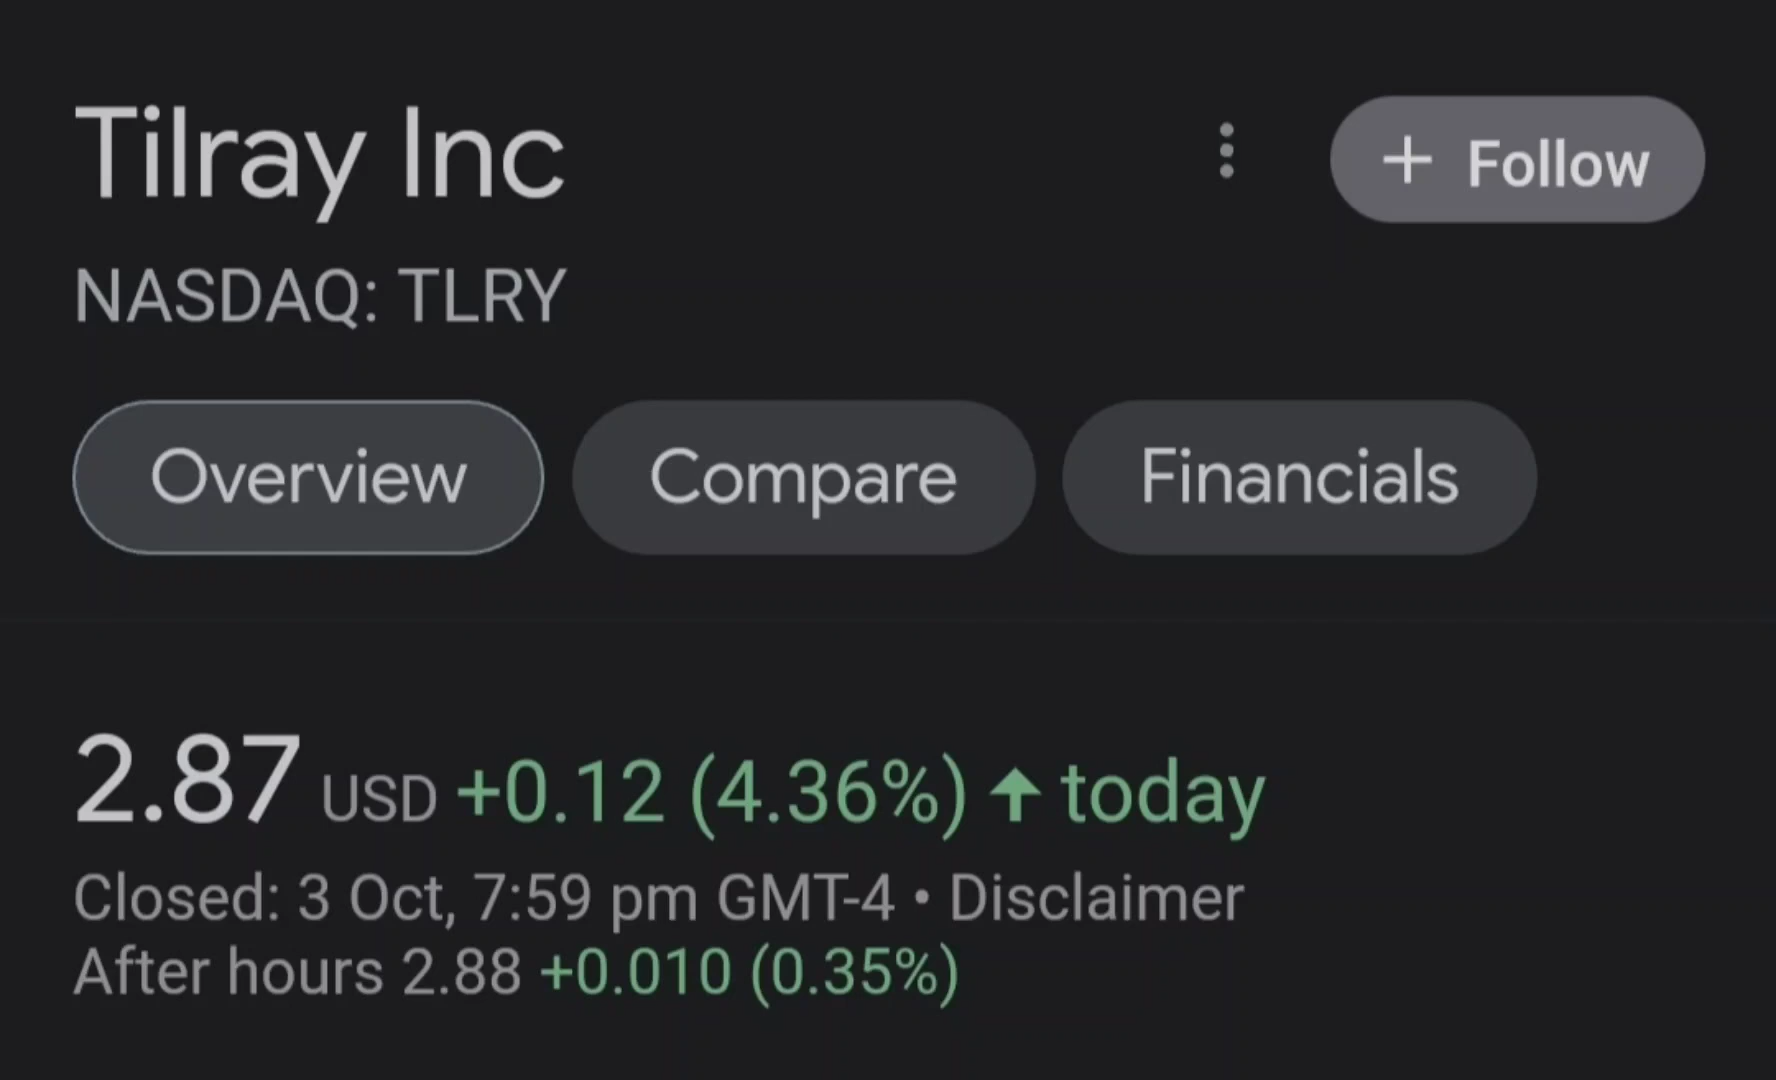 Tilray Inc
+ Follow
NASDAQ: TLRY
Overview
Compare
Financials
2.87 USD +0.12 (4.36%) ↑ today
Closed: 3 Oct, 7:59 pm GMT-4 • Disclaimer
After hours 2.88 +0.010 (0.35%)